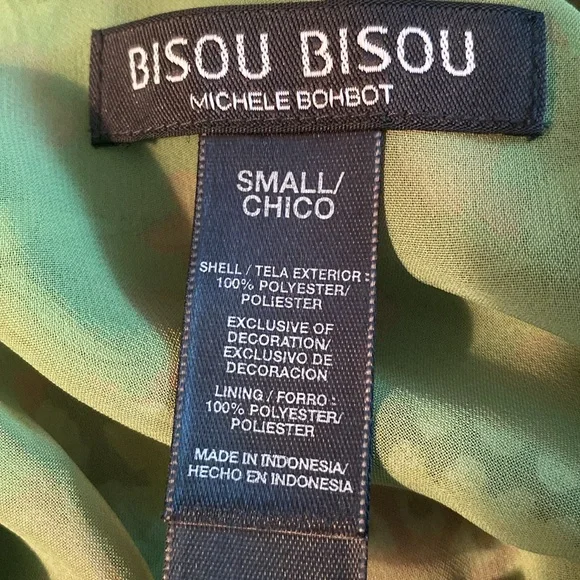 BISOU BISOU
MICHELE BOHBOT
SMALL/
CHICO
SHELL / TELA EXTERIOR :
100% POLYESTER/
POLIESTER
EXCLUSIVE OF
DECORATION/
EXCLUSIVO DE
DECORACION
LINING / FORRO :
100% POLYESTER/
POLIESTER
MADE IN INDONESIA/
HECHO EN INDONESIA